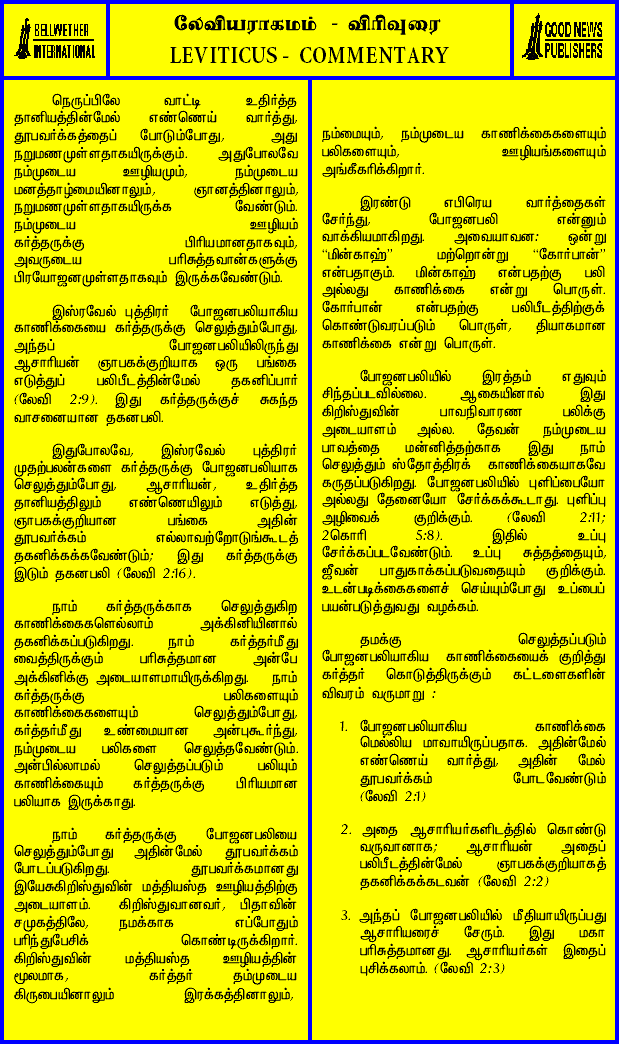 BELLWETHER
INTERNATIONAL
லேவியராகமம் - விரிவுரை
LEVITICUS - COMMENTARY
GOOD NEWS
PUBLISHERS
நெருப்பிலே வாட்டி உதிர்த்த
தானியத்தின்மேல் எண்ணெய் வார்த்து,
தூபவர்க்கத்தைப் போடும்போது, அது
நறுமணமுள்ளதாகயிருக்கும். அதுபோலவே
நம்முடைய ஊழியமும், நம்முடைய
மனத்தாழ்மையினாலும், ஞானத்தினாலும்,
நறுமணமுள்ளதாகயிருக்க வேண்டும்.
நம்முடைய ஊழியம்
கர்த்தருக்கு பிரியமானதாகவும்,
அவருடைய பரிசுத்தவான்களுக்கு
பிரயோஜனமுள்ளதாகவும் இருக்கவேண்டும்.
இஸ்ரவேல் புத்திரர் போஜனபலியாகிய
காணிக்கையை கர்த்தருக்கு செலுத்தும்போது,
அந்தப் போஜனபலியிலிருந்து
ஆசாரியன் ஞாபகக்குறியாக ஒரு பங்கை
எடுத்துப் பலிபீடத்தின்மேல் தகனிப்பார்
(லேவி 2:9). இது கர்த்தருக்குச் சுகந்த
வாசனையான தகனபலி.
இதுபோலவே, இஸ்ரவேல் புத்திரர்
முதற்பலன்களை கர்த்தருக்கு போஜனபலியாக
செலுத்தும்போது, ஆசாரியன், உதிர்த்த
தானியத்திலும் எண்ணெயிலும் எடுத்து,
ஞாபகக்குறியான பங்கை அதின்
தூபவர்க்கம் எல்லாவற்றோடுங்கூடத்
தகனிக்கக்வேண்டும்; இது கர்த்தருக்கு
இடும் தகனபலி (லேவி 2:16).
நாம் கர்த்தருக்காக செலுத்துகிற
காணிக்கைகளெல்லாம் அக்கினியினால்
தகனிக்கப்படுகிறது. நாம் கர்த்தர்மீது
வைத்திருக்கும் பரிசுத்தமான அன்பே
அக்கினிக்கு அடையாளமாயிருக்கிறது. நாம்
கர்த்தருக்கு பலிகளையும்
காணிக்கைகளையும் செலுத்தும்போது,
கர்த்தர்மீது உண்மையான அன்புகூர்ந்து,
நம்முடைய பலிகளை செலுத்தவேண்டும்.
அன்பில்லாமல் செலுத்தப்படும் பலியும்
காணிக்கையும் கர்த்தருக்கு பிரியமான
பலியாக இருக்காது.
நாம் கர்த்தருக்கு போஜனபலியை
செலுத்தும்போது அதின்மேல் தூபவர்க்கம்
போடப்படுகிறது. தூபவர்க்கமானது
இயேசுகிறிஸ்துவின் மத்தியஸ்த ஊழியத்திற்கு
அடையாளம். கிறிஸ்துவானவர், பிதாவின்
சமுகத்திலே, நமக்காக எப்போதும்
பரிந்துபேசிக் கொண்டிருக்கிறார்.
கிறிஸ்துவின் மத்தியஸ்த ஊழியத்தின்
மூலமாக, கர்த்தர் தம்முடைய
கிருபையினாலும் இரக்கத்தினாலும்,
நம்மையும், நம்முடைய காணிக்கைகளையும்
பலிகளையும், ஊழியங்களையும்
அங்கீகரிக்கிறார்.
இரண்டு எபிரெய வார்த்தைகள்
சேர்ந்து, போஜனபலி என்னும்
வாக்கியமாகிறது. அவையாவன: ஒன்று
“மின்காஹ்” மற்றொன்று “கோர்பான்”
என்பதாகும். மின்காஹ் என்பதற்கு பலி
அல்லது காணிக்கை என்று பொருள்.
கோர்பான் என்பதற்கு பலிபீடத்திற்குக்
கொண்டுவரப்படும் பொருள், தியாகமான
காணிக்கை என்று பொருள்.
போஜனபலியில் இரத்தம் எதுவும்
சிந்தப்படவில்லை. ஆகையினால் இது
கிறிஸ்துவின் பாவநிவாரண பலிக்கு
அடையாளம் அல்ல. தேவன் நம்முடைய
பாவத்தை மன்னித்ததற்காக இது நாம்
செலுத்தும் ஸ்தோத்திரக் காணிக்கையாகவே
கருதப்படுகிறது. போஜனபலியில் புளிப்பையோ
அல்லது தேனையோ சேர்க்கக்கூடாது. புளிப்பு
அழிவைக் குறிக்கும். (லேவி 2:11;
2கொரி 5:8). இதில் உப்பு
சேர்க்கப்படவேண்டும். உப்பு சுத்தத்தையும்,
ஜீவன் பாதுகாக்கப்படுவதையும் குறிக்கும்.
உடன்படிக்கைகளைச் செய்யும்போது உப்பைப்
பயன்படுத்துவது வழக்கம்.
தமக்கு செலுத்தப்படும்
போஜனபலியாகிய காணிக்கையைக் குறித்து
கர்த்தர் கொடுத்திருக்கும் கட்டளைகளின்
விவரம் வருமாறு :
1. போஜனபலியாகிய காணிக்கை
மெல்லிய மாவாயிருப்பதாக. அதின்மேல்
எண்ணெய் வார்த்து, அதின் மேல்
தூபவர்க்கம் போடவேண்டும்
(லேவி 2:1)
2. அதை ஆசாரியர்களிடத்தில் கொண்டு
வருவானாக; ஆசாரியன் அதைப்
பலிபீடத்தின்மேல் ஞாபகக்குறியாகத்
தகனிக்கக்கடவன் (லேவி 2:2)
3. அந்தப் போஜனபலியில் மீதியாயிருப்பது
ஆசாரியரைச் சேரும். இது மகா
பரிசுத்தமானது. ஆசாரியர்கள் இதைப்
புசிக்கலாம். (லேவி 2:3)